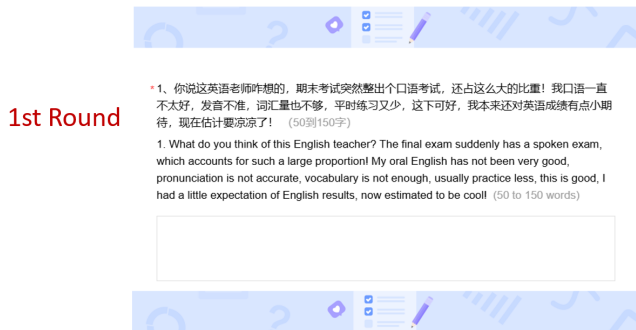 1st Round
*1、你说这英语老师咋想的，期末考试突然整出个口语考试，还占这么大的比重！我口语一直
不太好，发音不准，词汇量也不够，平时练习又少，这下可好，我本来还对英语成绩有点小期
待，现在估计要凉凉了！ （50到150字）
1. What do you think of this English teacher? The final exam suddenly has a spoken exam,
which accounts for such a large proportion! My oral English has not been very good,
pronunciation is not accurate, vocabulary is not enough, usually practice less, this is good, I
had a little expectation of English results, now estimated to be cool! (50 to 150 words)